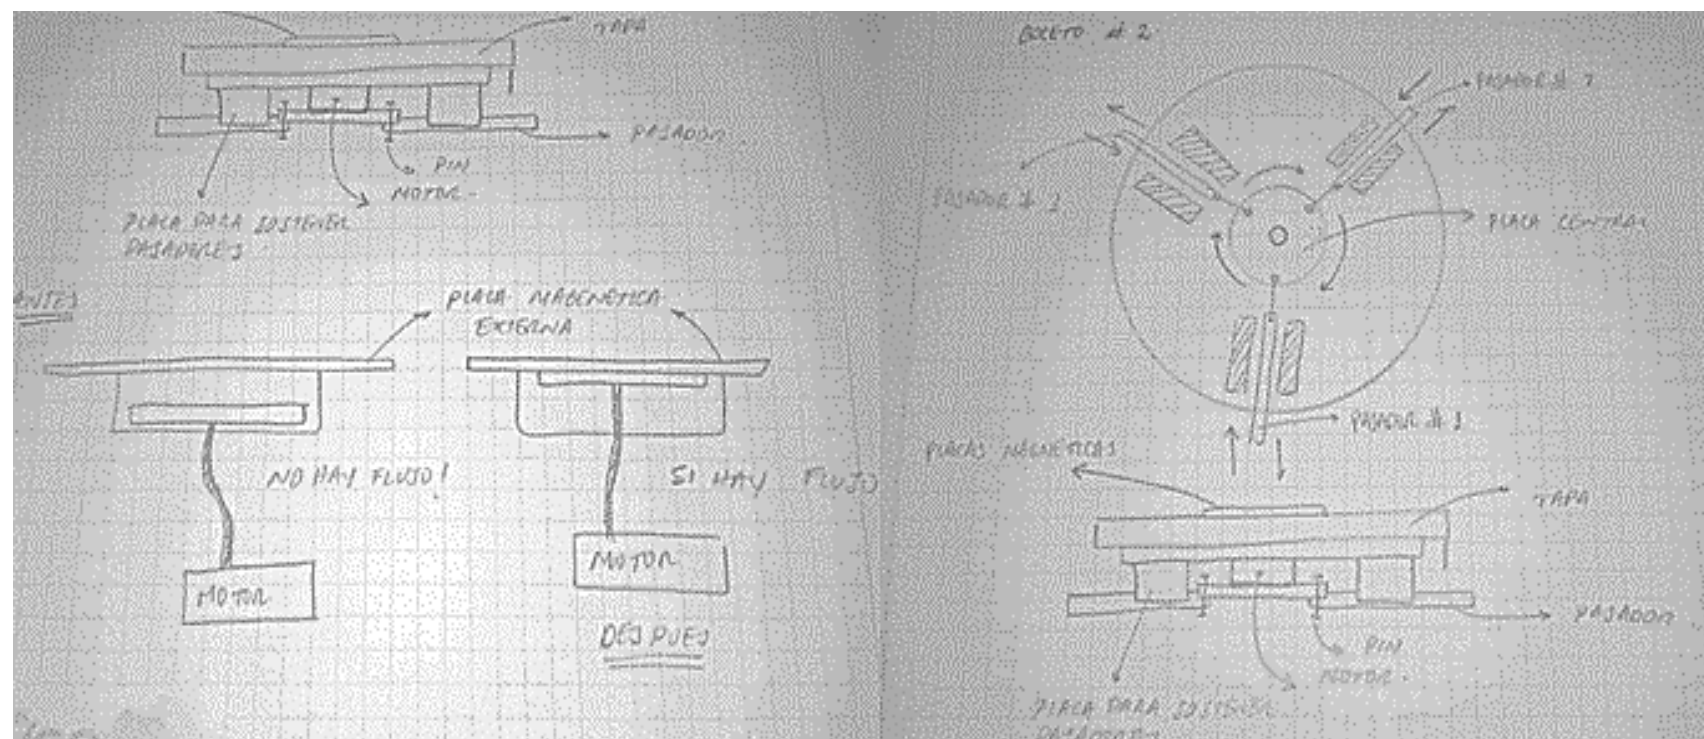 TAPA
PASADOR
PIN
MOTOR.
PLACA PARA SOSTENER
PASADORES
ANTES
PLACA MAGENETICA
EXTERNA
NO HAY FLUJO!
SI HAY FLUJO
MOTOR
MOTOR
DESPUES
BOCETO # 2
PASADOR # 2
PASADOR # 3
PLACA CENTRAL
PASADOR # 1
PLACAS MAGNETICAS
TAPA
PASADOR
PIN
MOTOR.
PLACA PARA SOSTENER